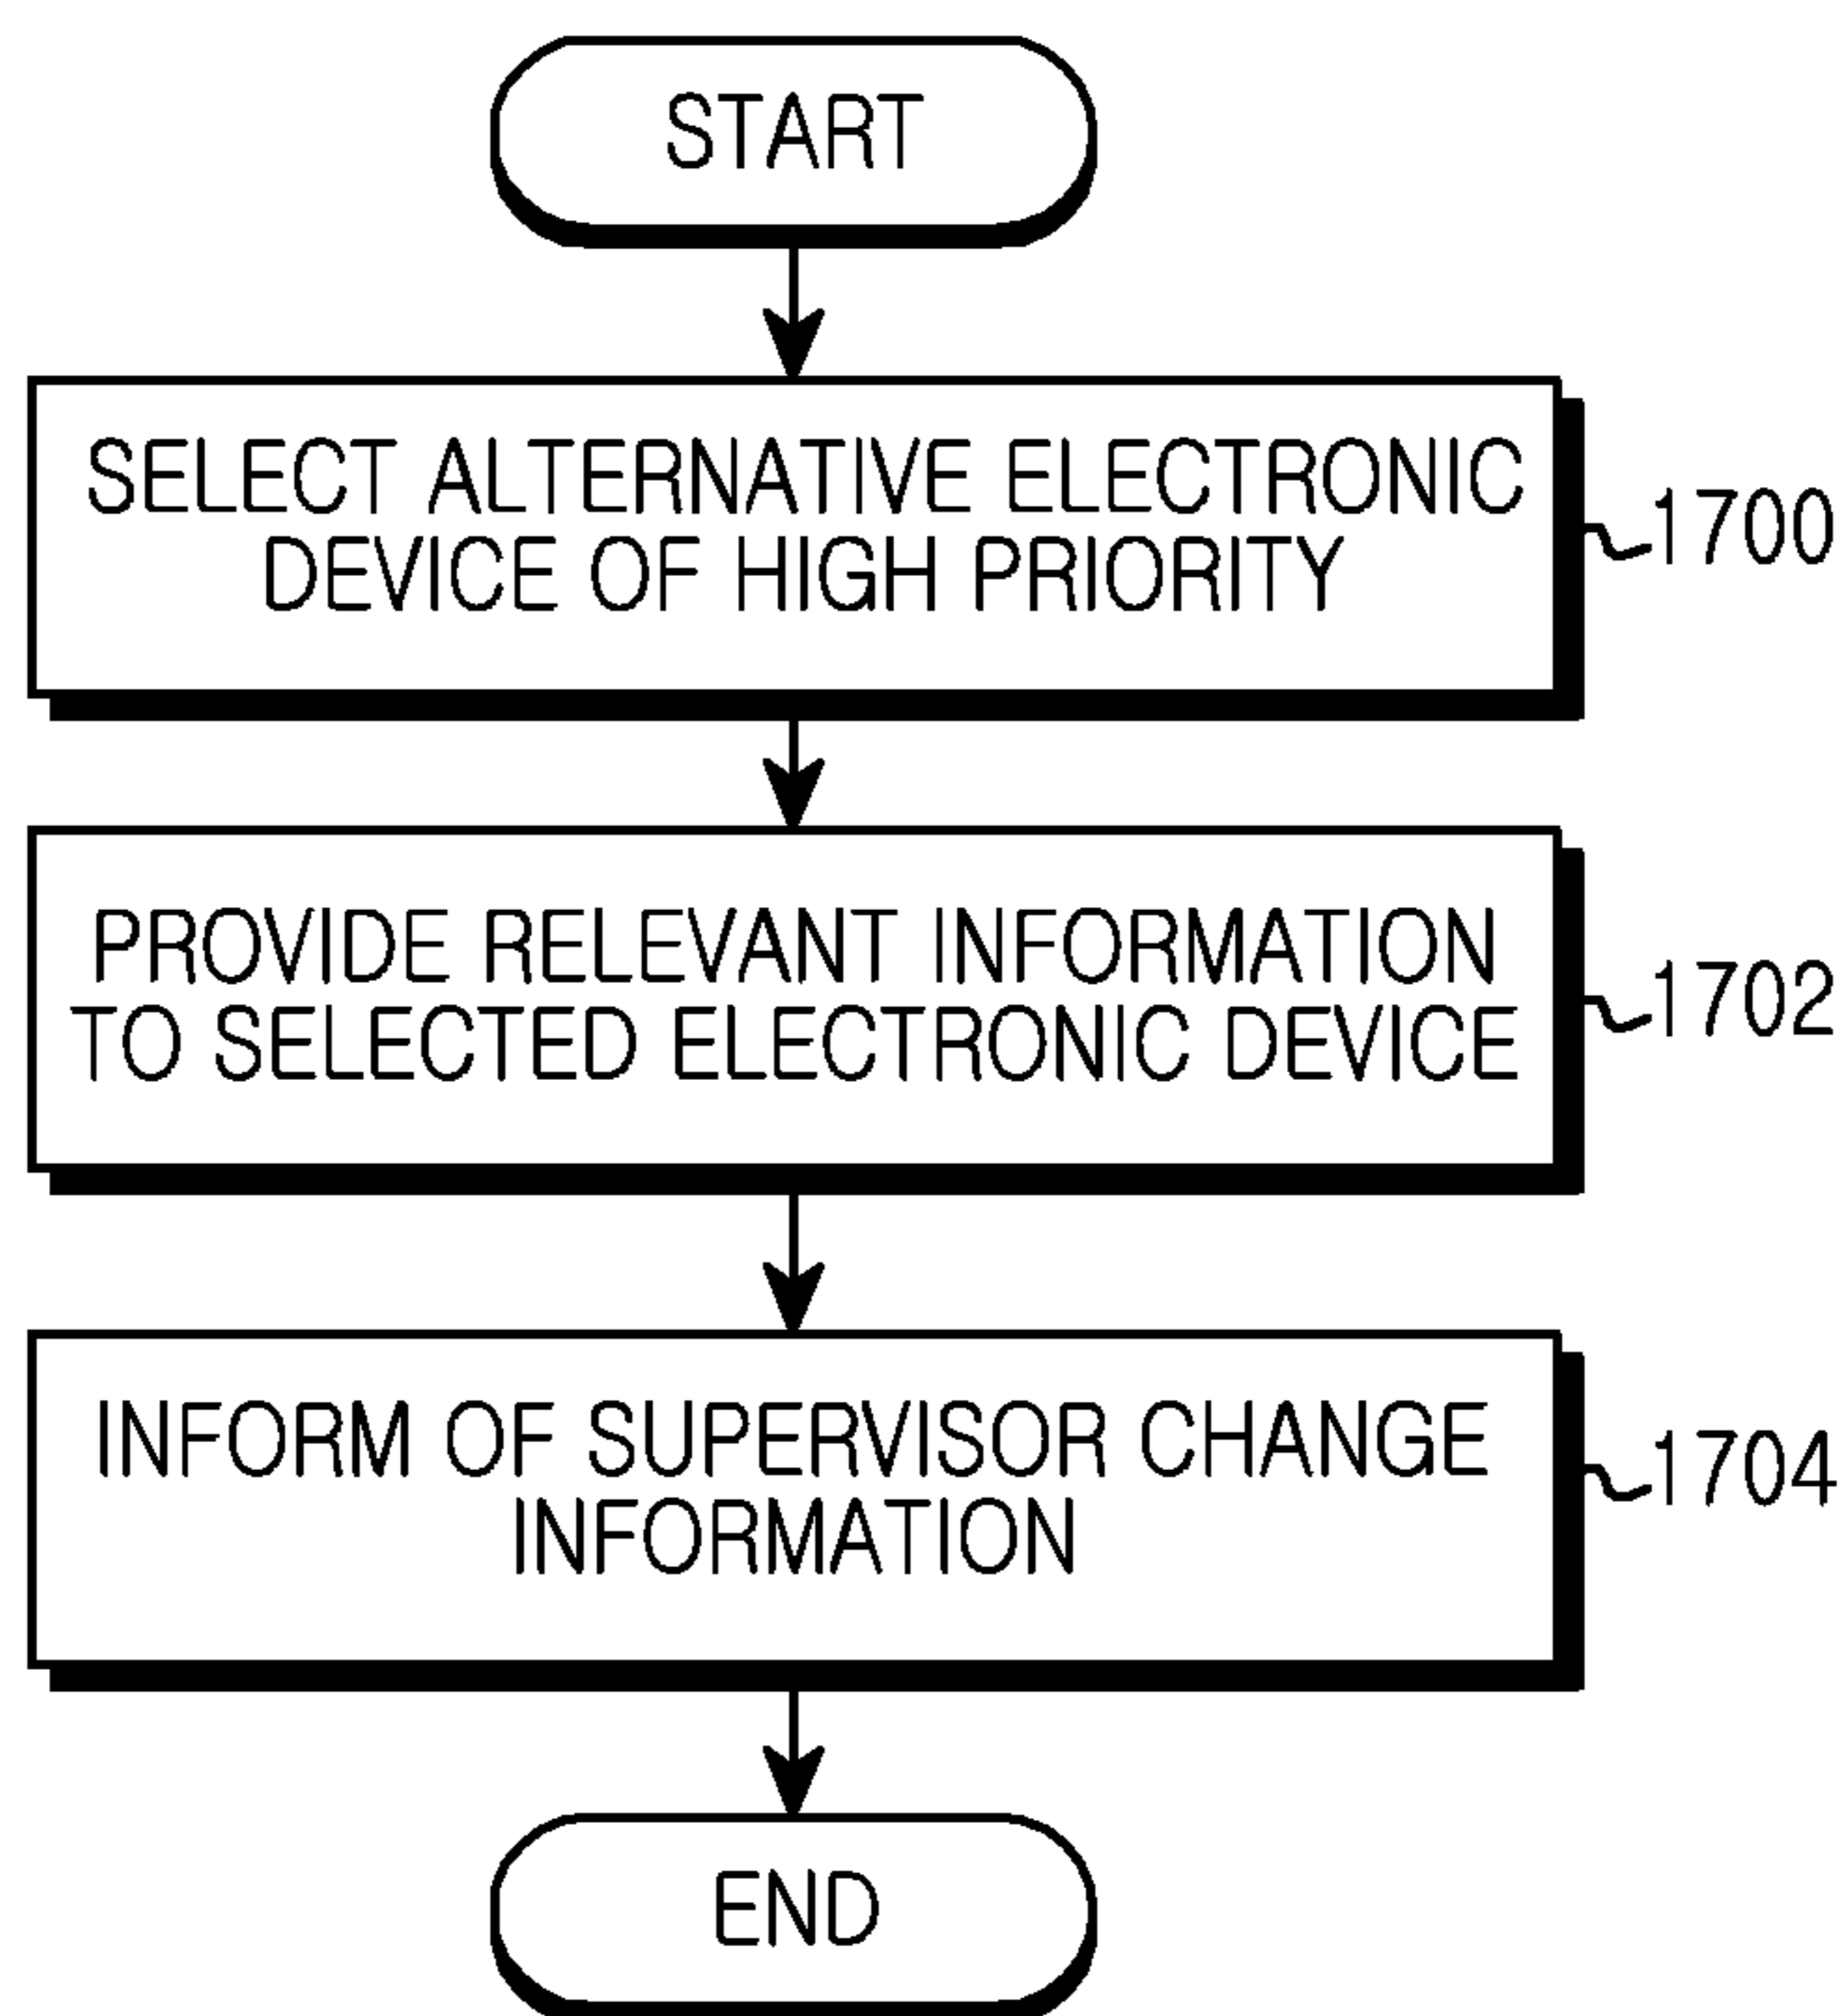 START
SELECT ALTERNATIVE ELECTRONIC
DEVICE OF HIGH PRIORITY
1700
PROVIDE RELEVANT INFORMATION
TO SELECTED ELECTRONIC DEVICE
1702
INFORM OF SUPERVISOR CHANGE
INFORMATION
1704
END